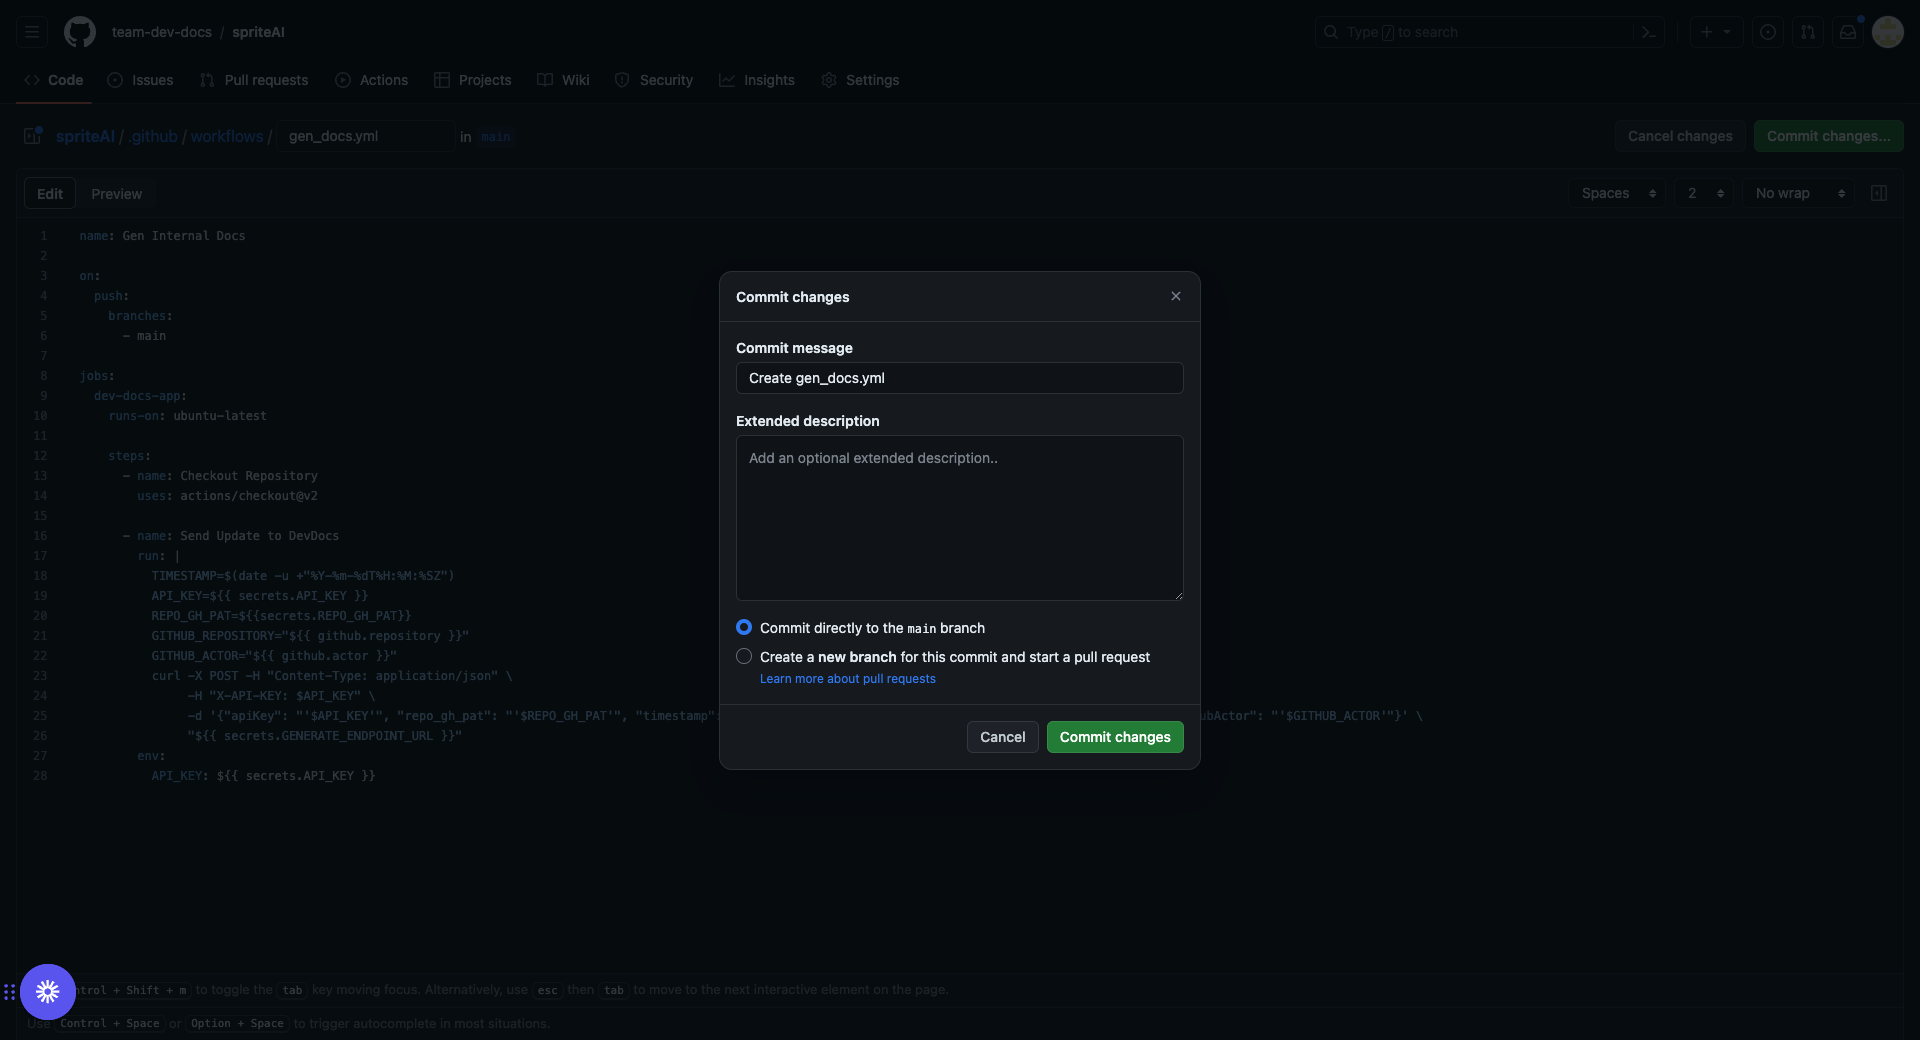 team-dev-docs / spriteAI
Type / to search
Code Issues Pull requests Actions Projects Wiki Security Insights Settings
spriteAI / .github / workflows / gen_docs.yml in main
Cancel changes Commit changes...
Edit Preview
Spaces 2 No wrap
1 name: Gen Internal Docs
2
3 on:
4 push:
5 branches:
6 - main
7
8 jobs:
9 dev-docs-app:
10 runs-on: ubuntu-latest
11
12 steps:
13 - name: Checkout Repository
14 uses: actions/checkout@v2
15
16 - name: Send Update to DevDocs
17 run: |
18 TIMESTAMP=$(date -u +"%Y-%m-%dT%H:%M:%SZ")
19 API_KEY=${{ secrets.API_KEY }}
20 REPO_GH_PAT=${{secrets.REPO_GH_PAT}}
21 GITHUB_REPOSITORY="${{ github.repository }}"
22 GITHUB_ACTOR="${{ github.actor }}"
23 curl -X POST -H "Content-Type: application/json" \
24 -H "X-API-KEY: $API_KEY" \
25 -d '{"apiKey": "'$API_KEY'", "repo_gh_pat": "'$REPO_GH_PAT'", "timestamp": ubActor": "'$GITHUB_ACTOR'"}' \
26 "${{ secrets.GENERATE_ENDPOINT_URL }}"
27 env:
28 API_KEY: ${{ secrets.API_KEY }}
Commit changes
Commit message
Create gen_docs.yml
Extended description
Add an optional extended description..
Commit directly to the main branch
Create a new branch for this commit and start a pull request
Learn more about pull requests
Cancel Commit changes
ntrol + Shift + m to toggle the tab key moving focus. Alternatively, use esc then tab to move to the next interactive element on the page.
Use Control + Space or Option + Space to trigger autocomplete in most situations.